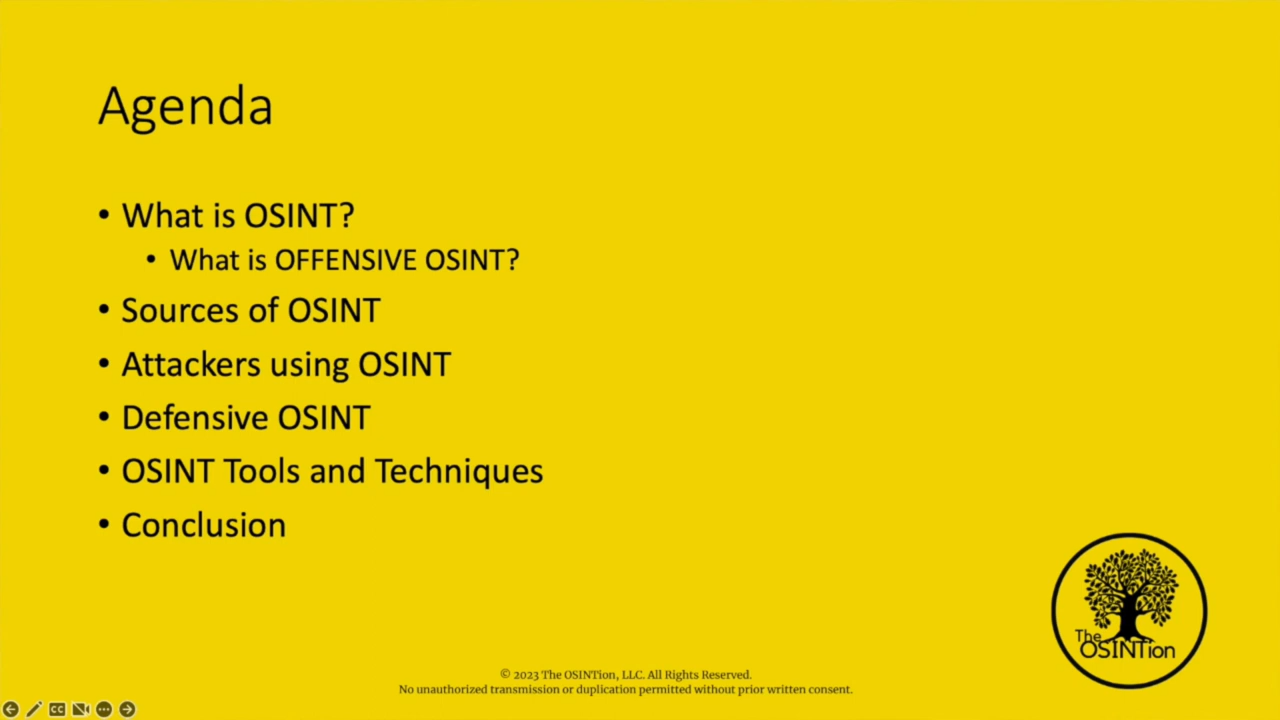 Agenda
• What is OSINT?
• What is OFFENSIVE OSINT?
• Sources of OSINT
• Attackers using OSINT
• Defensive OSINT
• OSINT Tools and Techniques
• Conclusion
The
OSINTion
© 2023 The OSINTion, LLC. All Rights Reserved.
No unauthorized transmission or duplication permitted without prior written consent.
CC